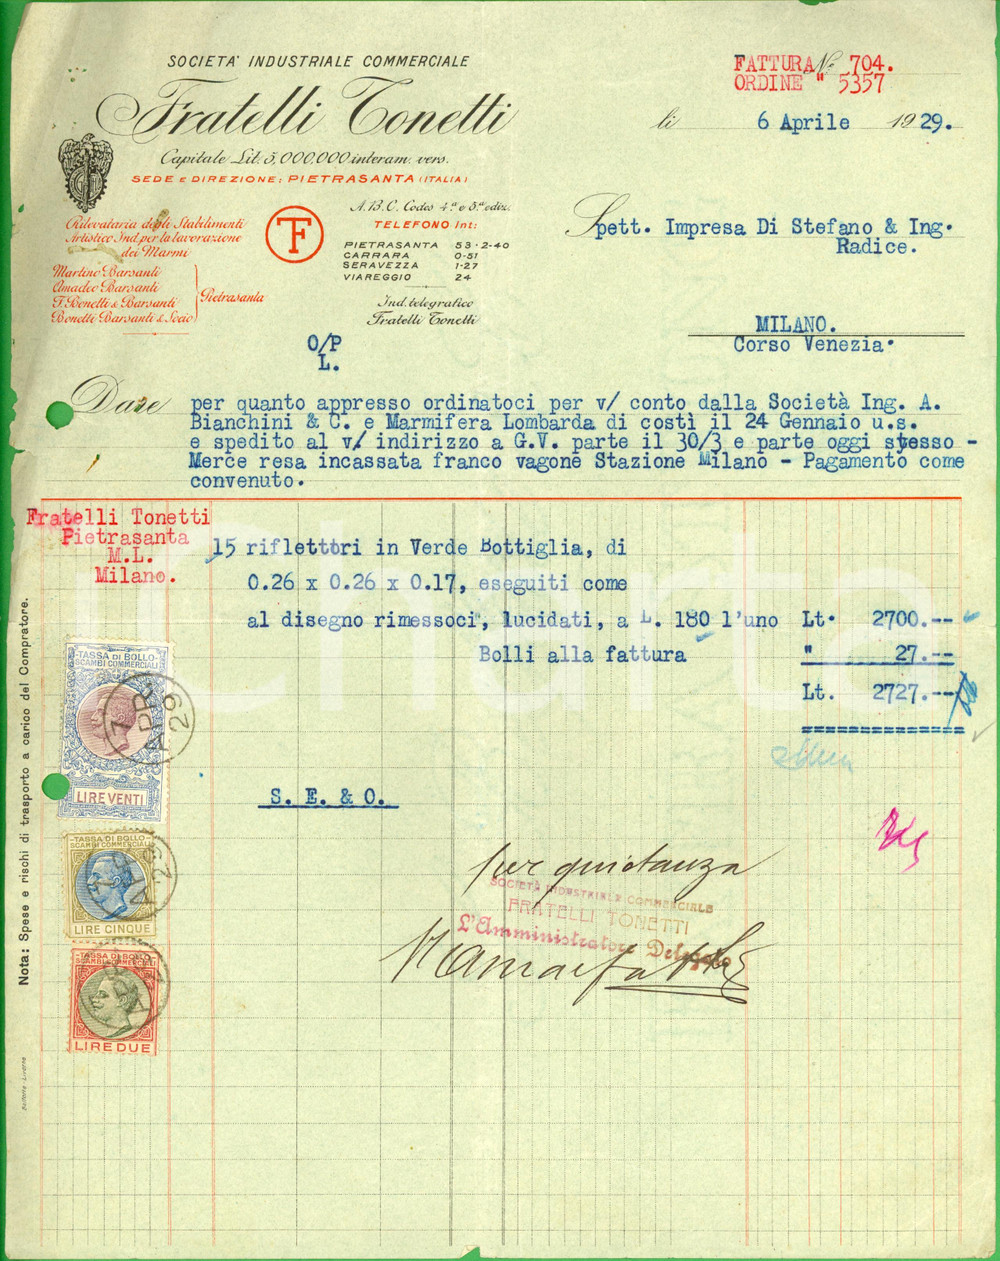 SOCIETA' INDUSTRIALE COMMERCIALE
Fratelli Tonetti
Capitale Lit. 5,000,000 interam. vers.
SEDE E DIREZIONE: PIETRASANTA (ITALIA)
Rilevataria degli Stabilimenti
Artistico Ind. per la lavorazione
dei Marmi
Martino Barsanti
Amadeo Barsanti
F. Bonetti & Barsanti
Bonetti Barsanti & Socio
Pietrasanta
TF
A.B.C. Codes 4.ª e 5.ª ediz.
TELEFONO Int:
PIETRASANTA 53-2-40
CARRARA 0-51
SERAVEZZA 1-27
VIAREGGIO 24
Ind. telegrafico
Fratelli Tonetti
FATTURA N.º 704.
ORDINE " 5357
li 6 Aprile 1929.
Spett. Impresa Di Stefano & Ing.
Radice.
MILANO.
Corso Venezia.
O/P
L.
Dare per quanto appresso ordinatoci per v/ conto dalla Società Ing. A.
Bianchini & C. e Marmifera Lombarda di costì il 24 Gennaio u.s.
e spedito al v/ indirizzo a G.V. parte il 30/3 e parte oggi stesso -
Merce resa incassata franco vagone Stazione Milano - Pagamento come
convenuto.
Fratelli Tonetti
Pietrasanta
M.L.
Milano.
15 riflettori in Verde Bottiglia, di
0.26 x 0.26 x 0.17, eseguiti come
al disegno rimessoci, lucidati, a L. 180 l'uno Lt. 2700.--
Bolli alla fattura " 27.--
Lt. 2727.--
S. E. & O.
TASSA DI BOLLO
SCAMBI COMMERCIALI
LIRE VENTI
7 APR. 29
TASSA DI BOLLO
SCAMBI COMMERCIALI
LIRE CINQUE
TASSA DI BOLLO
SCAMBI COMMERCIALI
LIRE DUE
per quietanza
SOCIETÀ INDUSTRIALE COMMERCIALE
FRATELLI TONETTI
L'Amministratore Delegato
Nota: Spese e rischi di trasporto a carico del Compratore.